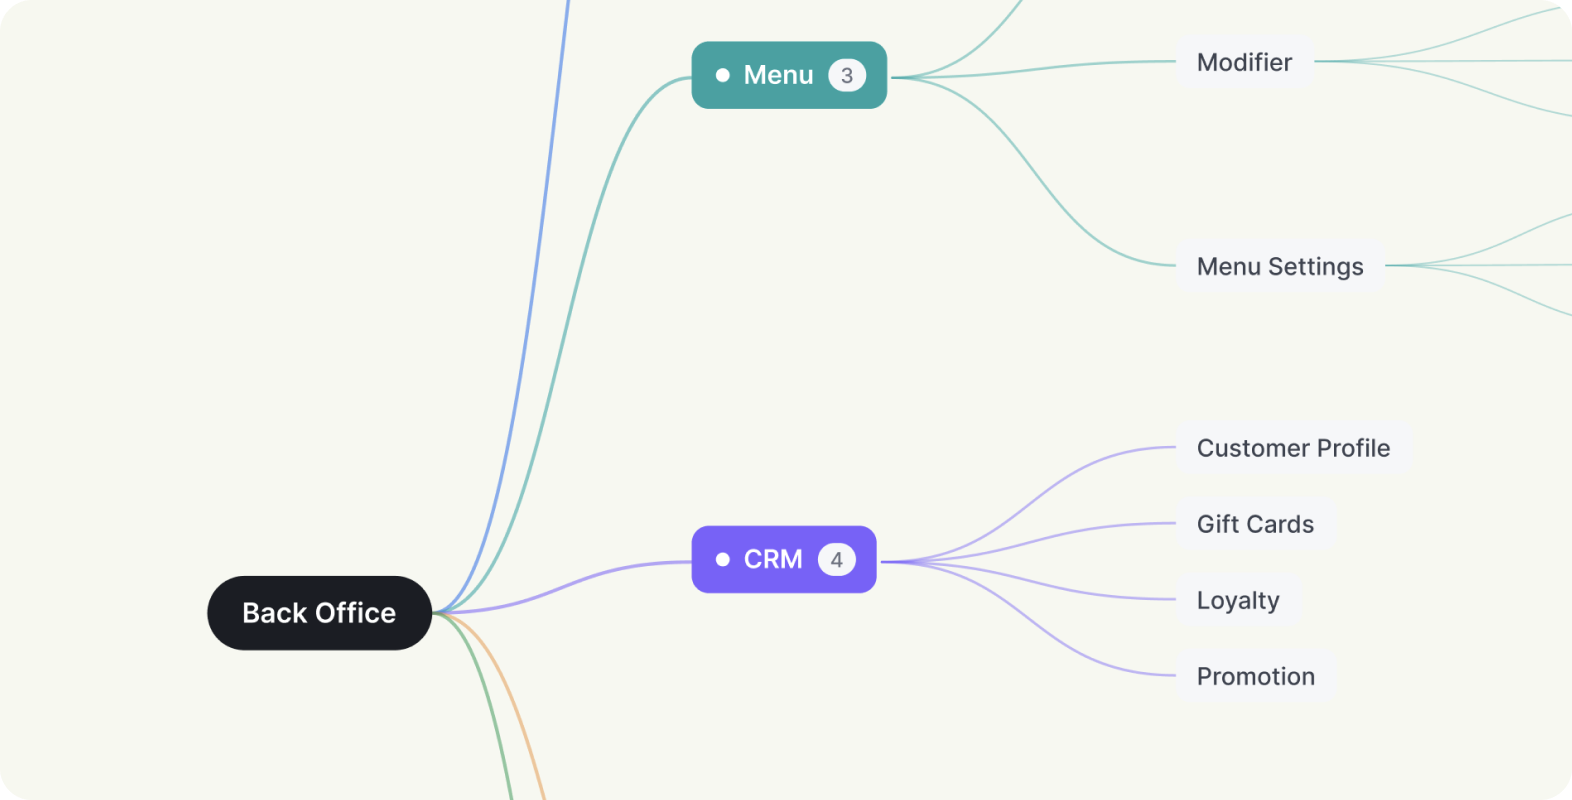 Menu 3
Modifier
Menu Settings
Customer Profile
Gift Cards
CRM 4
Loyalty
Back Office
Promotion